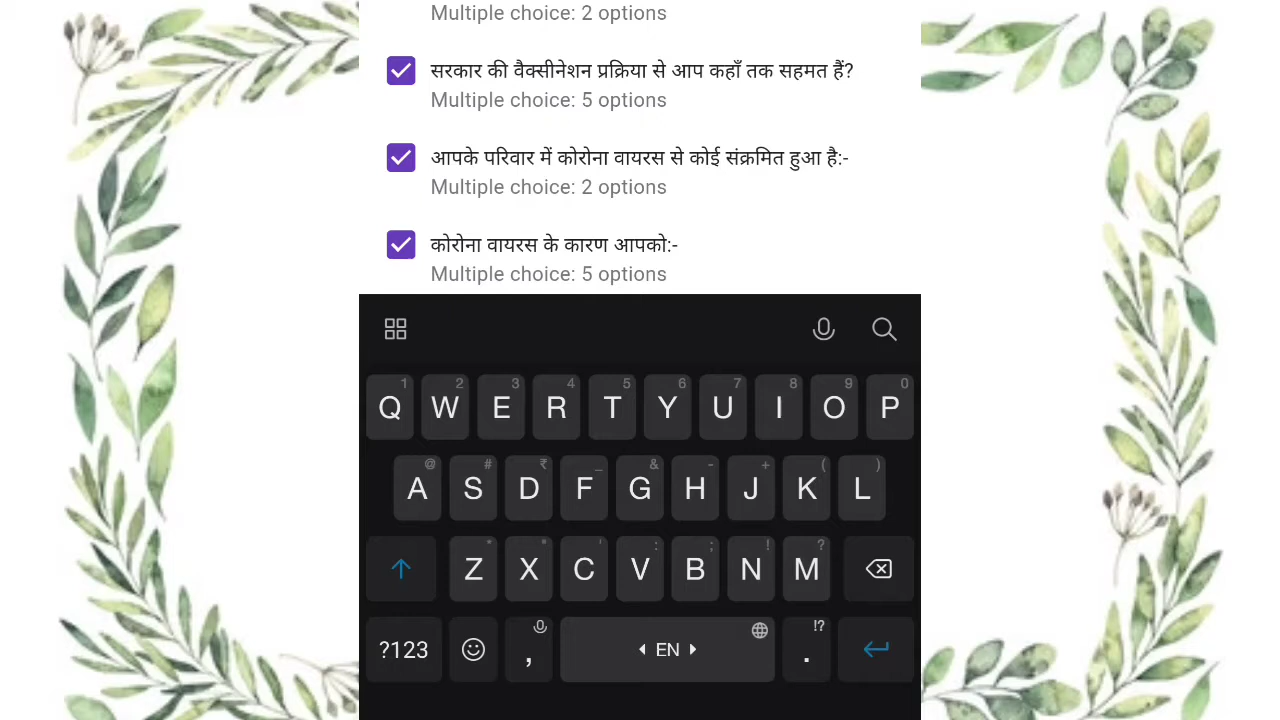 Multiple choice: 2 options
सरकार की वैक्सीनेशन प्रक्रिया से आप कहाँ तक सहमत हैं?
Multiple choice: 5 options
आपके परिवार में कोरोना वायरस से कोई संक्रमित हुआ है:-
Multiple choice: 2 options
कोरोना वायरस के कारण आपको:-
Multiple choice: 5 options
1 2 3 4 5 6 7 8 9 0
Q W E R T Y U I O P
@ # ₹ _ & - + ( )
A S D F G H J K L
* " ' : ; ! ?
Z X C V B N M
!?
?123 , EN .